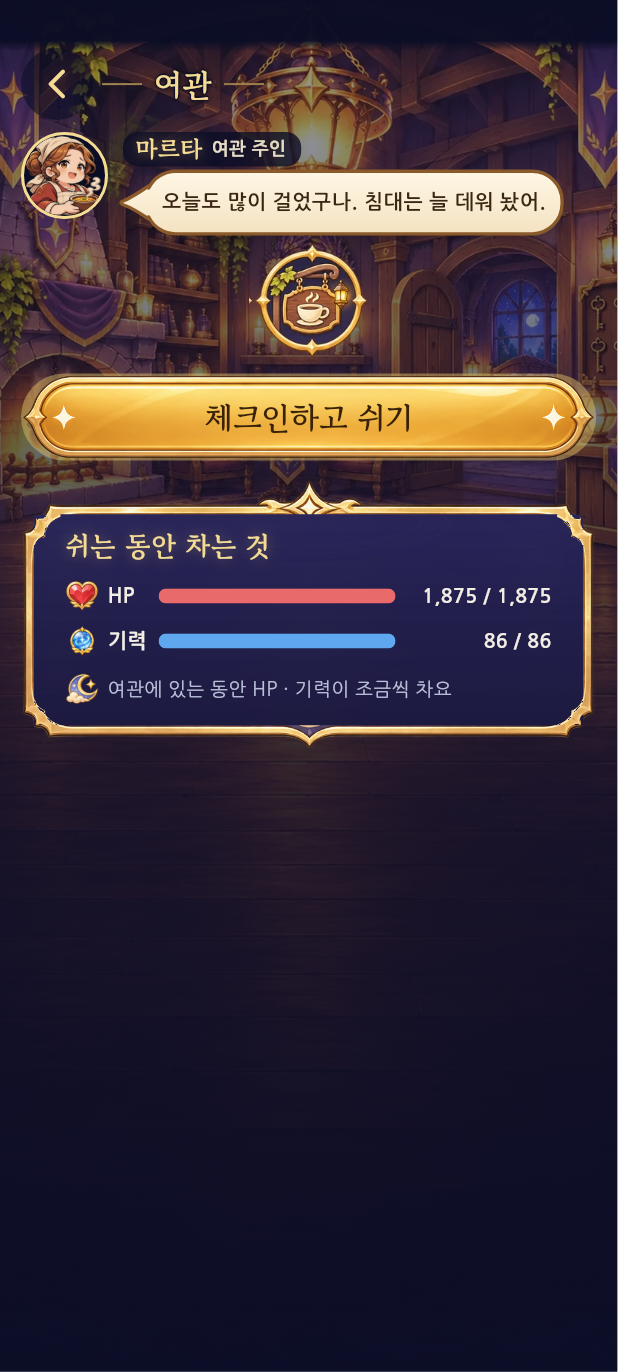 여관
마르타 여관 주인
오늘도 많이 걸었구나. 침대는 늘 데워 놨어.
체크인하고 쉬기
쉬는 동안 차는 것
HP 1,875 / 1,875
기력 86 / 86
여관에 있는 동안 HP · 기력이 조금씩 차요